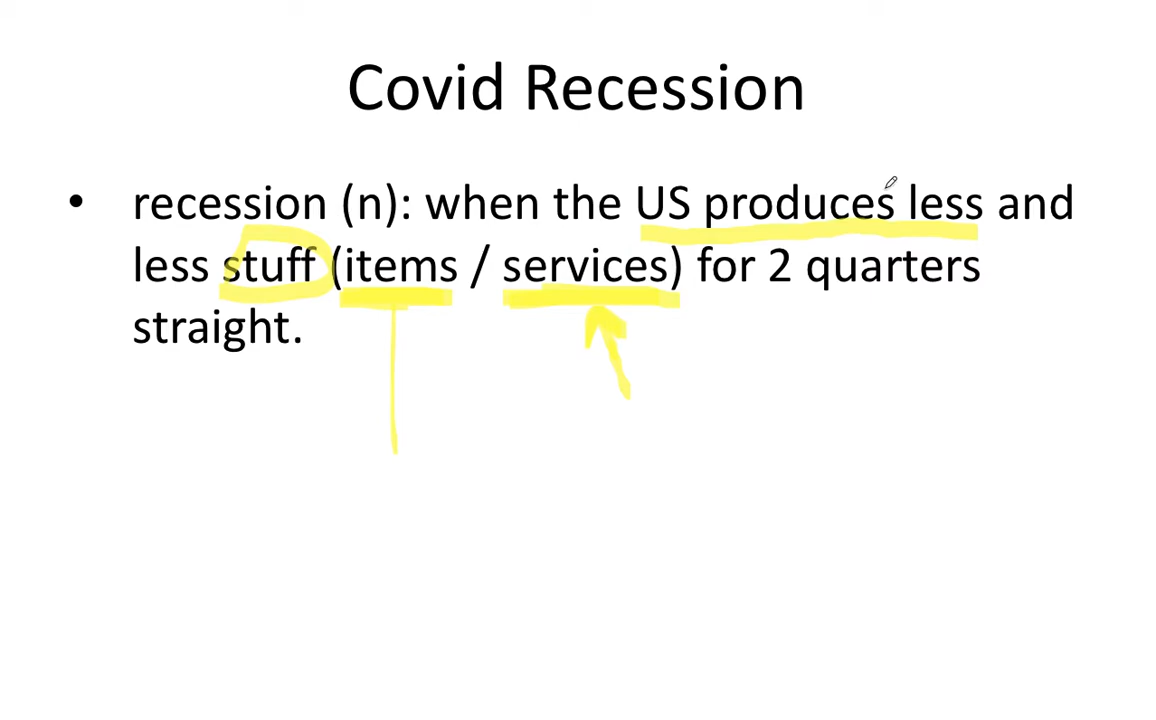 Covid Recession
• recession (n): when the US produces less and
less stuff (items / services) for 2 quarters
straight.